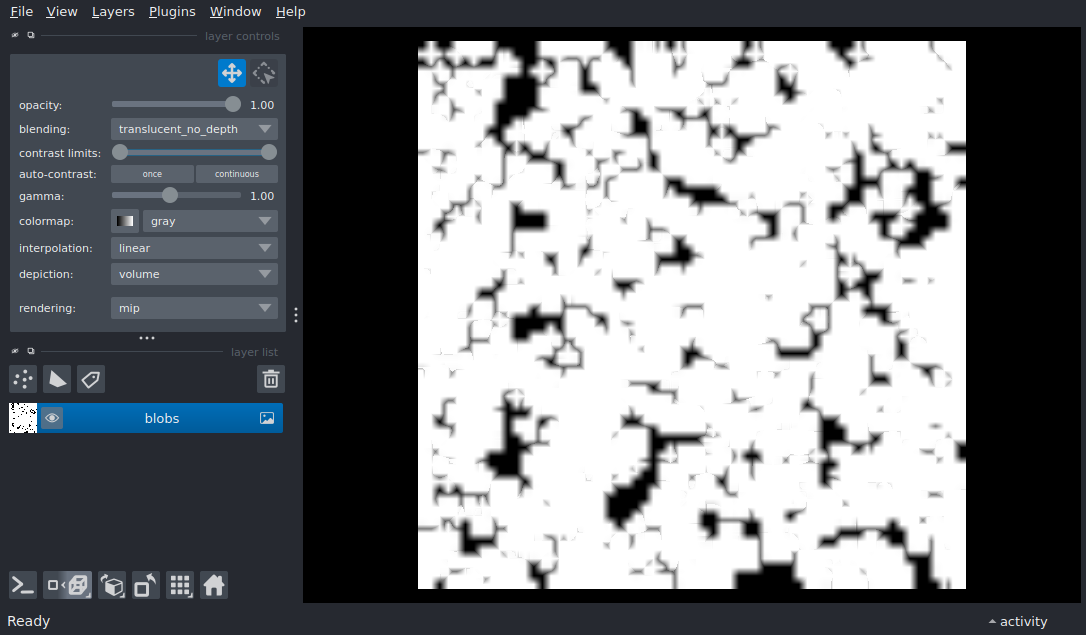 File View Layers Plugins Window Help
layer controls
opacity: 1.00
blending: translucent_no_depth
contrast limits:
auto-contrast: once continuous
gamma: 1.00
colormap: gray
interpolation: linear
depiction: volume
rendering: mip
layer list
blobs
Ready activity